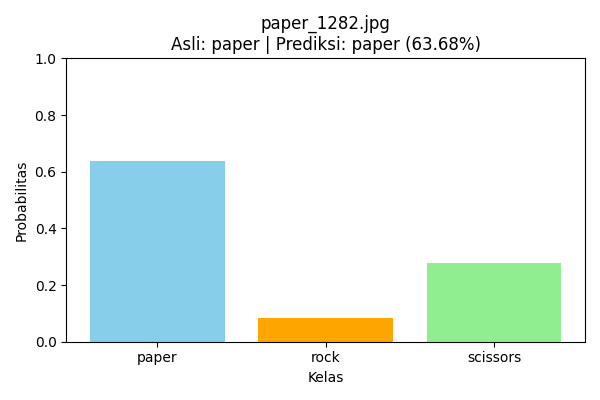 paper_1282.jpg
Asli: paper | Prediksi: paper (63.68%)
1.0
0.8
0.6
0.4
0.2
0.0
Probabilitas
paper rock scissors
Kelas